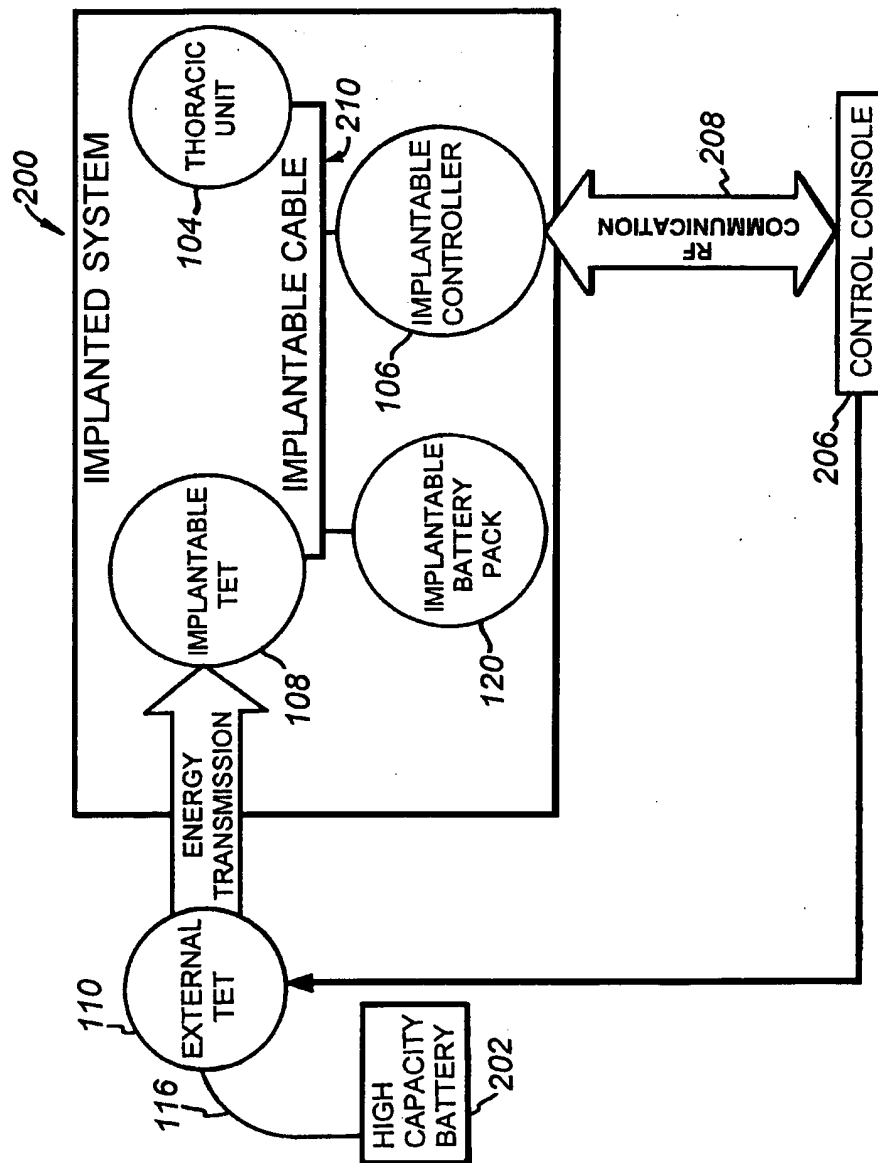 200
IMPLANTED SYSTEM
THORACIC
UNIT
104
IMPLANTABLE CABLE
210
IMPLANTABLE
TET
108
IMPLANTABLE
BATTERY
PACK
120
IMPLANTABLE
CONTROLLER
106
ENERGY
TRANSMISSION
110
EXTERNAL
TET
116
HIGH
CAPACITY
BATTERY
202
RF
COMMUNICATION
208
206
CONTROL CONSOLE